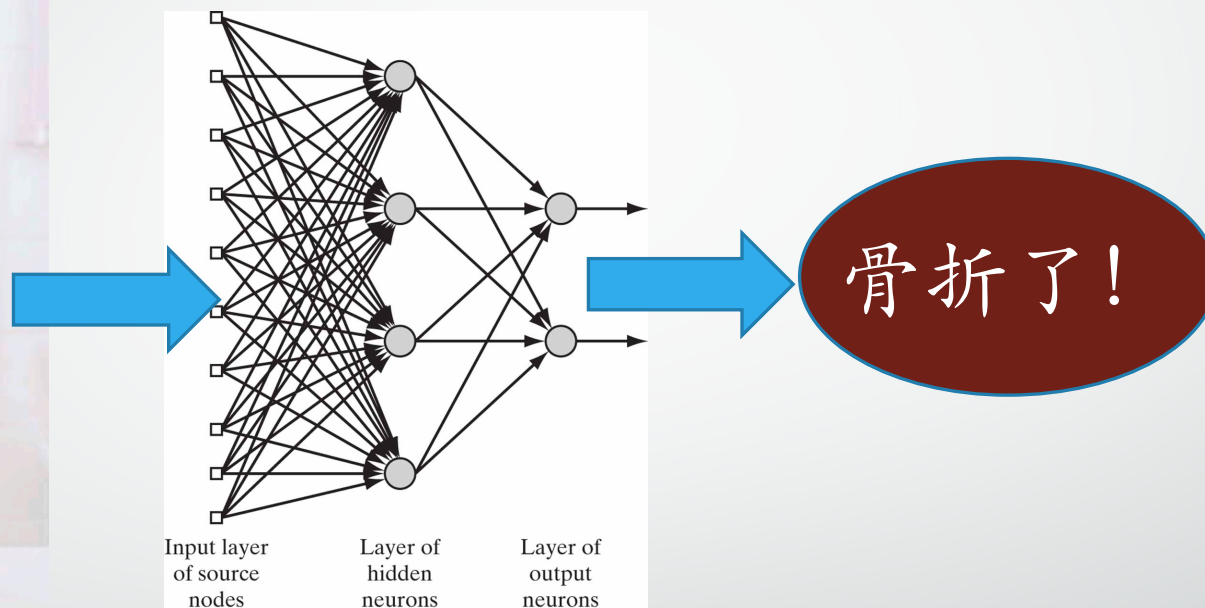 骨折了!
Input layer
of source
nodes
Layer of
hidden
neurons
Layer of
output
neurons